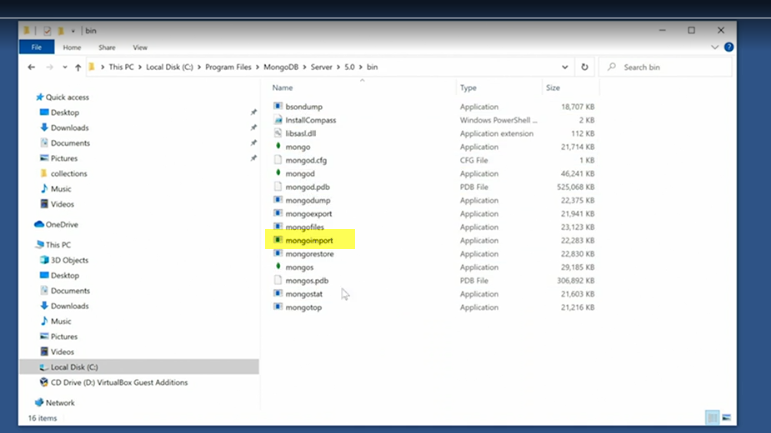 bin
File Home Share View
This PC > Local Disk (C:) > Program Files > MongoDB > Server > 5.0 > bin
Search bin
Name Type Size
Quick access
Desktop
Downloads
Documents
Pictures
collections
Music
Videos
OneDrive
This PC
3D Objects
Desktop
Documents
Downloads
Music
Pictures
Videos
Local Disk (C:)
CD Drive (D:) VirtualBox Guest Additions
Network
bsondump Application 18,707 KB
InstallCompass Windows PowerShell ... 2 KB
libsasl.dll Application extension 112 KB
mongo Application 21,714 KB
mongod.cfg CFG File 1 KB
mongod Application 46,241 KB
mongod.pdb PDB File 525,068 KB
mongodump Application 22,375 KB
mongoexport Application 21,941 KB
mongofiles Application 23,123 KB
mongoimport Application 22,283 KB
mongorestore Application 22,830 KB
mongos Application 29,185 KB
mongos.pdb PDB File 306,892 KB
mongostat Application 21,603 KB
mongotop Application 21,216 KB
16 items